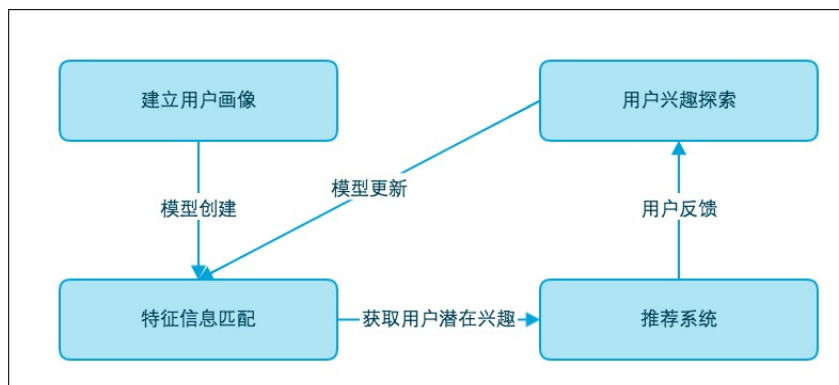 建立用户画像
用户兴趣探索
模型更新
模型创建
用户反馈
特征信息匹配
获取用户潜在兴趣
推荐系统